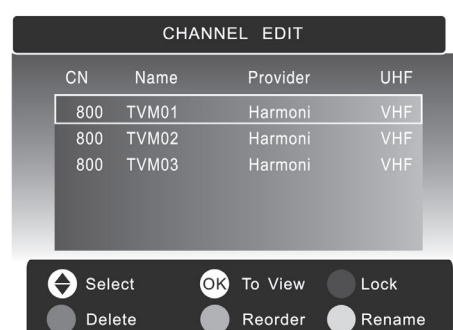 CHANNEL EDIT
CN Name Provider UHF
800 TVM01 Harmoni VHF
800 TVM02 Harmoni VHF
800 TVM03 Harmoni VHF
Select OK To View Lock
Delete Reorder Rename